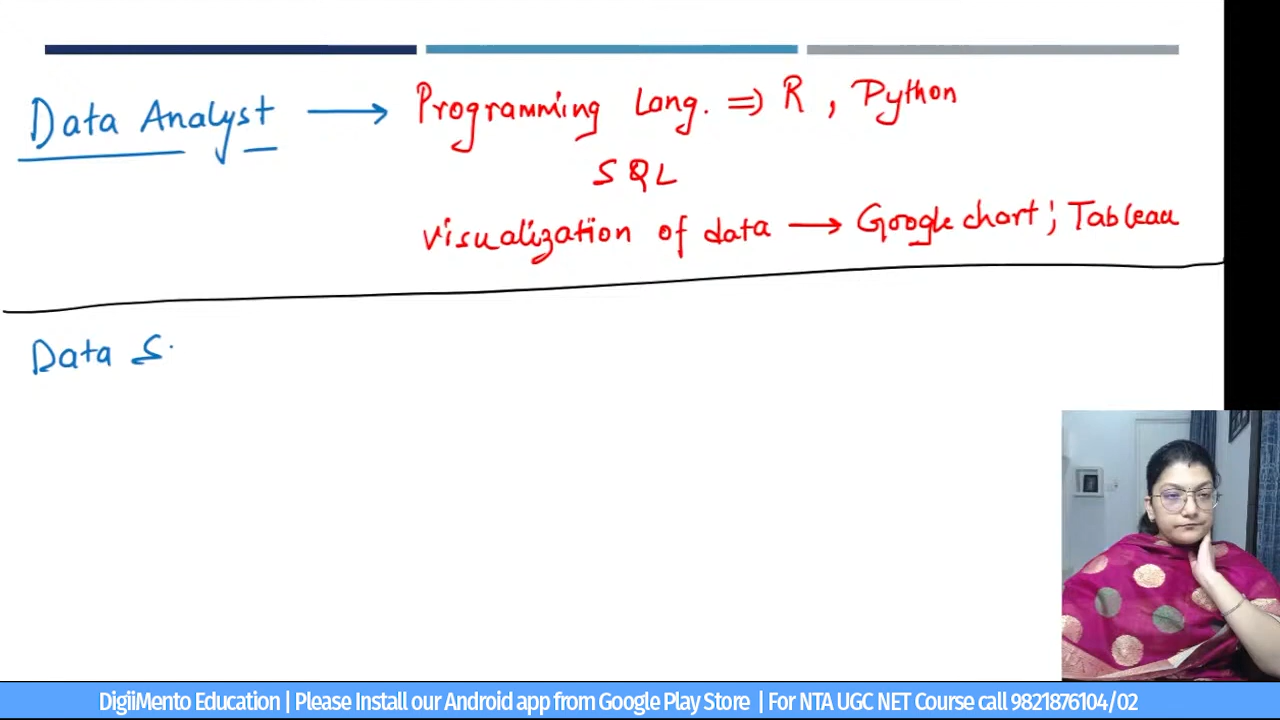 Data Analyst → Programming Lang. ⇒ R , Python
SQL
visualization of data → Google chart ; Tableau
Data S
DigiiMento Education | Please Install our Android app from Google Play Store | For NTA UGC NET Course call 9821876104/02